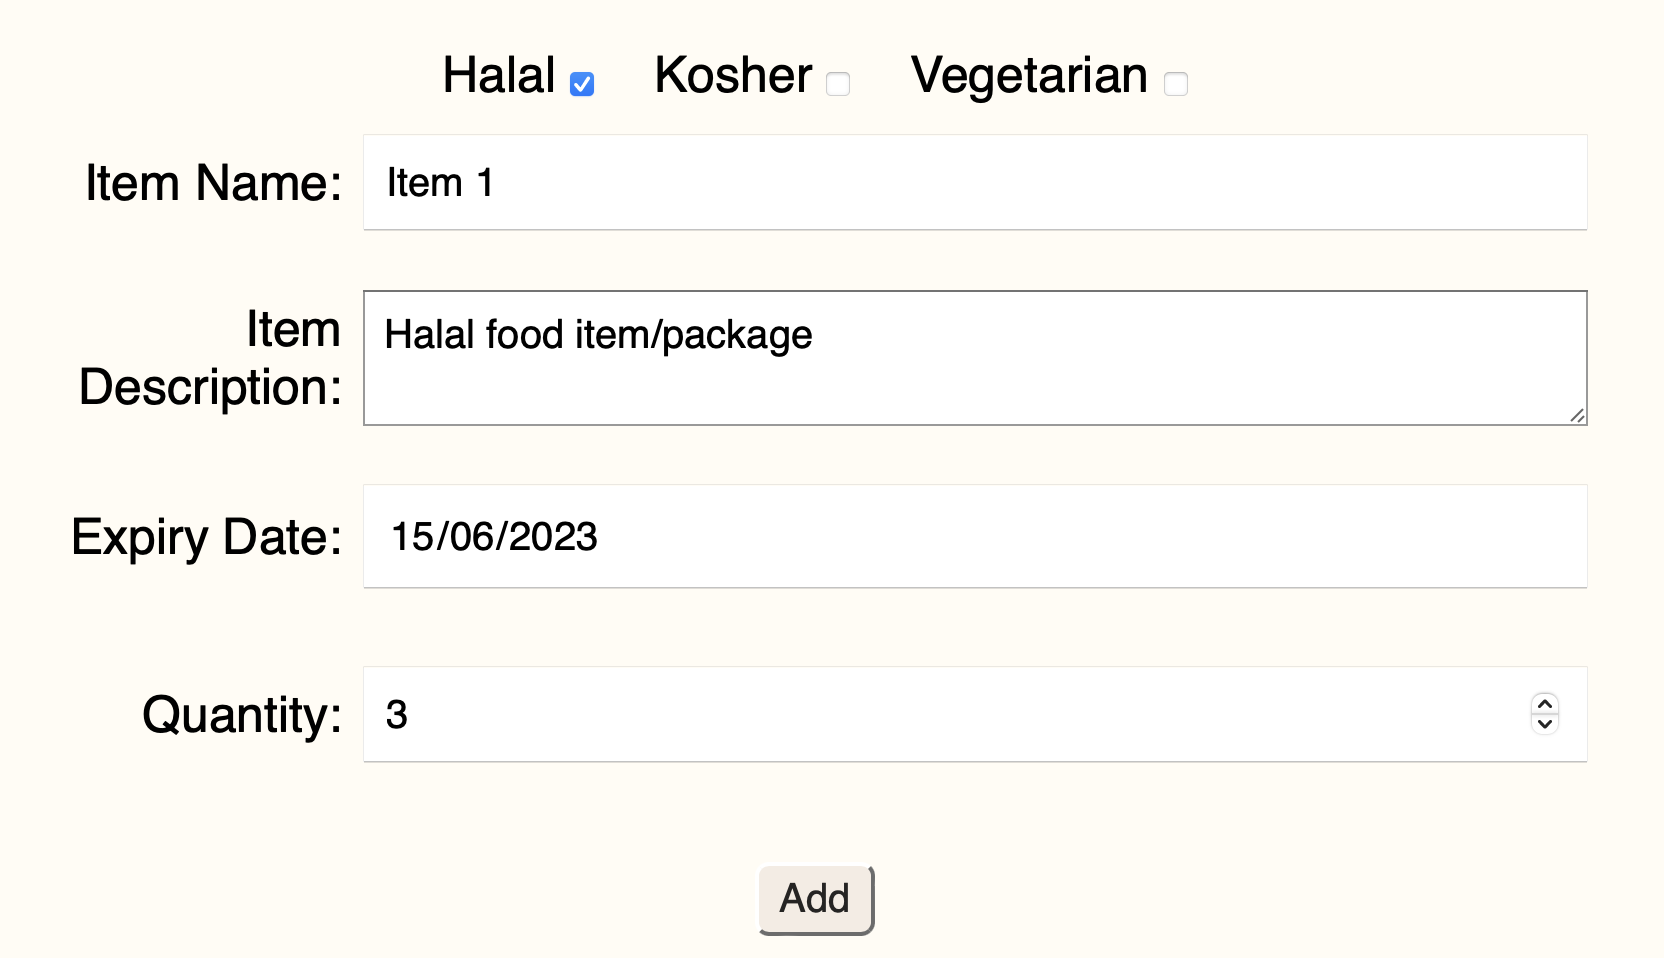 Halal Kosher Vegetarian
Item Name: Item 1
Item Description: Halal food item/package
Expiry Date: 15/06/2023
Quantity: 3
Add